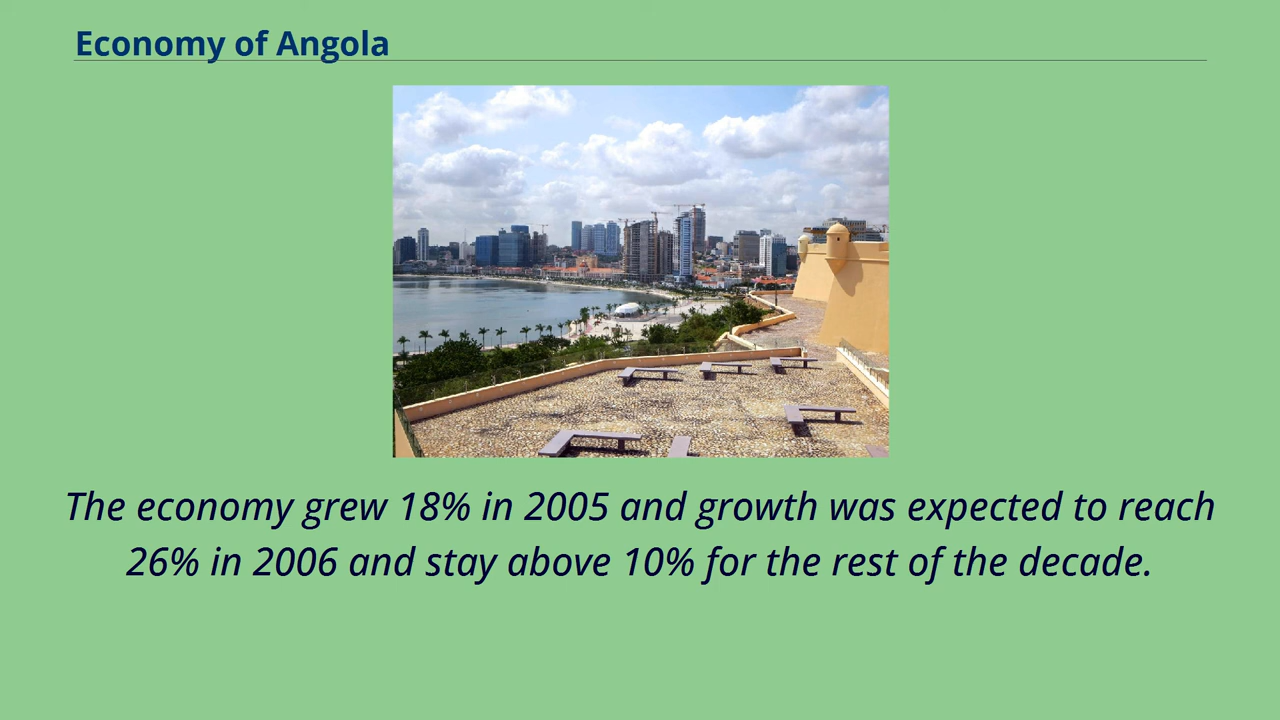 Economy of Angola
The economy grew 18% in 2005 and growth was expected to reach
26% in 2006 and stay above 10% for the rest of the decade.